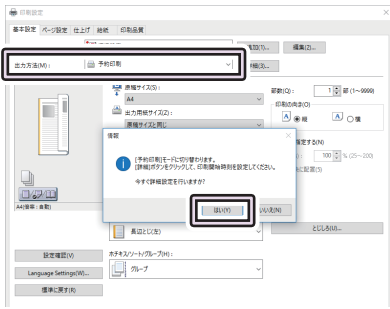 印刷設定
基本設定 ページ設定 仕上げ 給紙 印刷品質
追加(1)... 編集(2)...
出力方法(M): 予約印刷
原稿サイズ(S):
A4
出力用紙サイズ(Z):
原稿サイズと同じ
部数(Q): 1 部 (1~9999)
印刷の向き(O)
縦 横
100 % (25~200)
情報
[予約印刷]モードに切り替わります。
[詳細]ボタンをクリックして、印刷開始時刻を設定してください。
今すぐ詳細設定を行いますか?
はい(Y) いいえ(N)
A4(倍率:自動)
長辺とじ(左)
とじしろ(U)...
設定確認(V)
ホチキス/ソート/グループ(H):
グループ
Language Settings(W)...
標準に戻す(R)